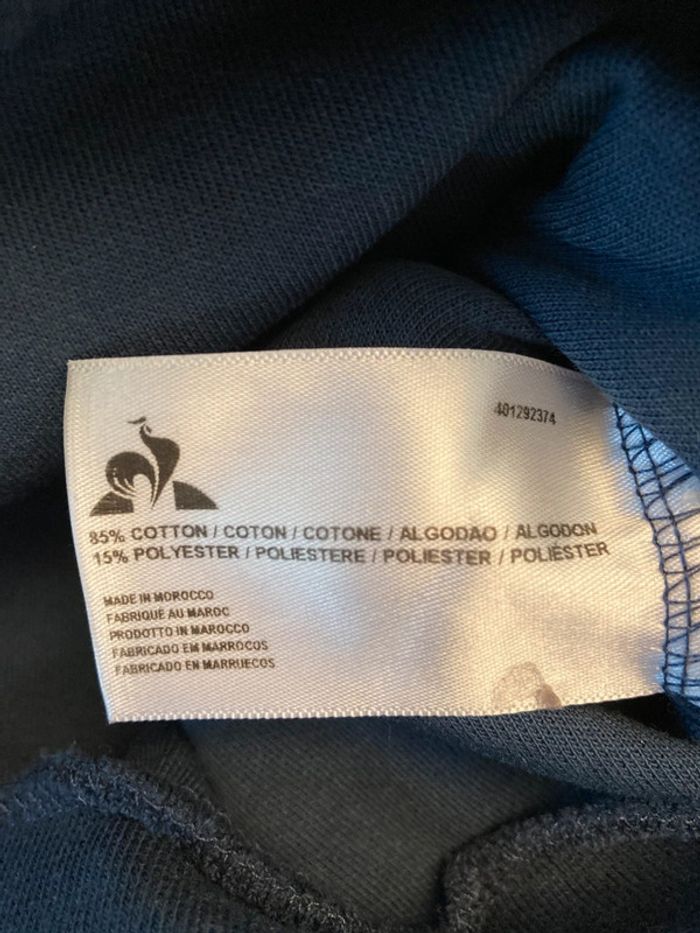 401292374
85% COTTON / COTON / COTONE / ALGODAO / ALGODON
15% POLYESTER / POLIESTERE / POLIESTER / POLIÉSTER
MADE IN MOROCCO
FABRIQUÉ AU MAROC
PRODOTTO IN MAROCCO
FABRICADO EM MARROCOS
FABRICADO EN MARRUECOS